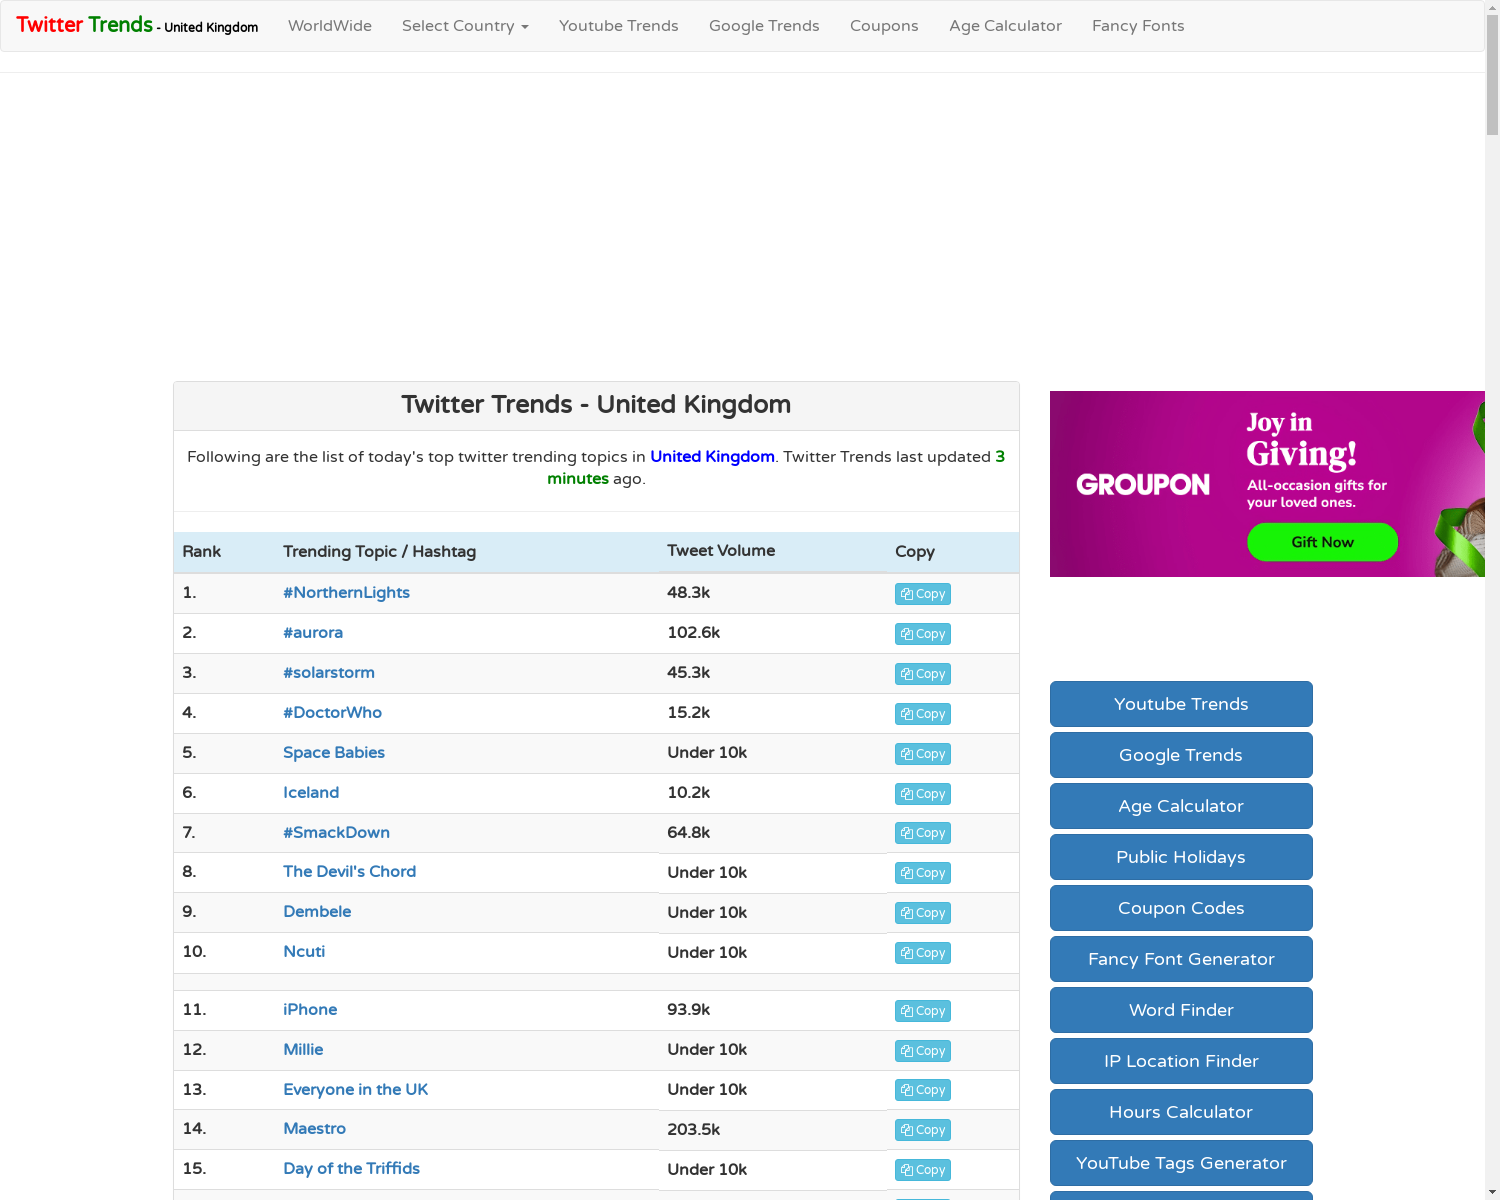 Twitter Trends - United Kingdom WorldWide Select Country Youtube Trends Google Trends Coupons Age Calculator Fancy Fonts
Twitter Trends - United Kingdom
Following are the list of today's top twitter trending topics in United Kingdom. Twitter Trends last updated 3
minutes ago.
Rank Trending Topic / Hashtag Tweet Volume Copy
1. #NorthernLights 48.3k Copy
2. #aurora 102.6k Copy
3. #solarstorm 45.3k Copy
4. #DoctorWho 15.2k Copy
5. Space Babies Under 10k Copy
6. Iceland 10.2k Copy
7. #SmackDown 64.8k Copy
8. The Devil's Chord Under 10k Copy
9. Dembele Under 10k Copy
10. Ncuti Under 10k Copy
11. iPhone 93.9k Copy
12. Millie Under 10k Copy
13. Everyone in the UK Under 10k Copy
14. Maestro 203.5k Copy
15. Day of the Triffids Under 10k Copy
GROUPON
Joy in
Giving!
All-occasion gifts for
your loved ones.
Gift Now
Youtube Trends
Google Trends
Age Calculator
Public Holidays
Coupon Codes
Fancy Font Generator
Word Finder
IP Location Finder
Hours Calculator
YouTube Tags Generator